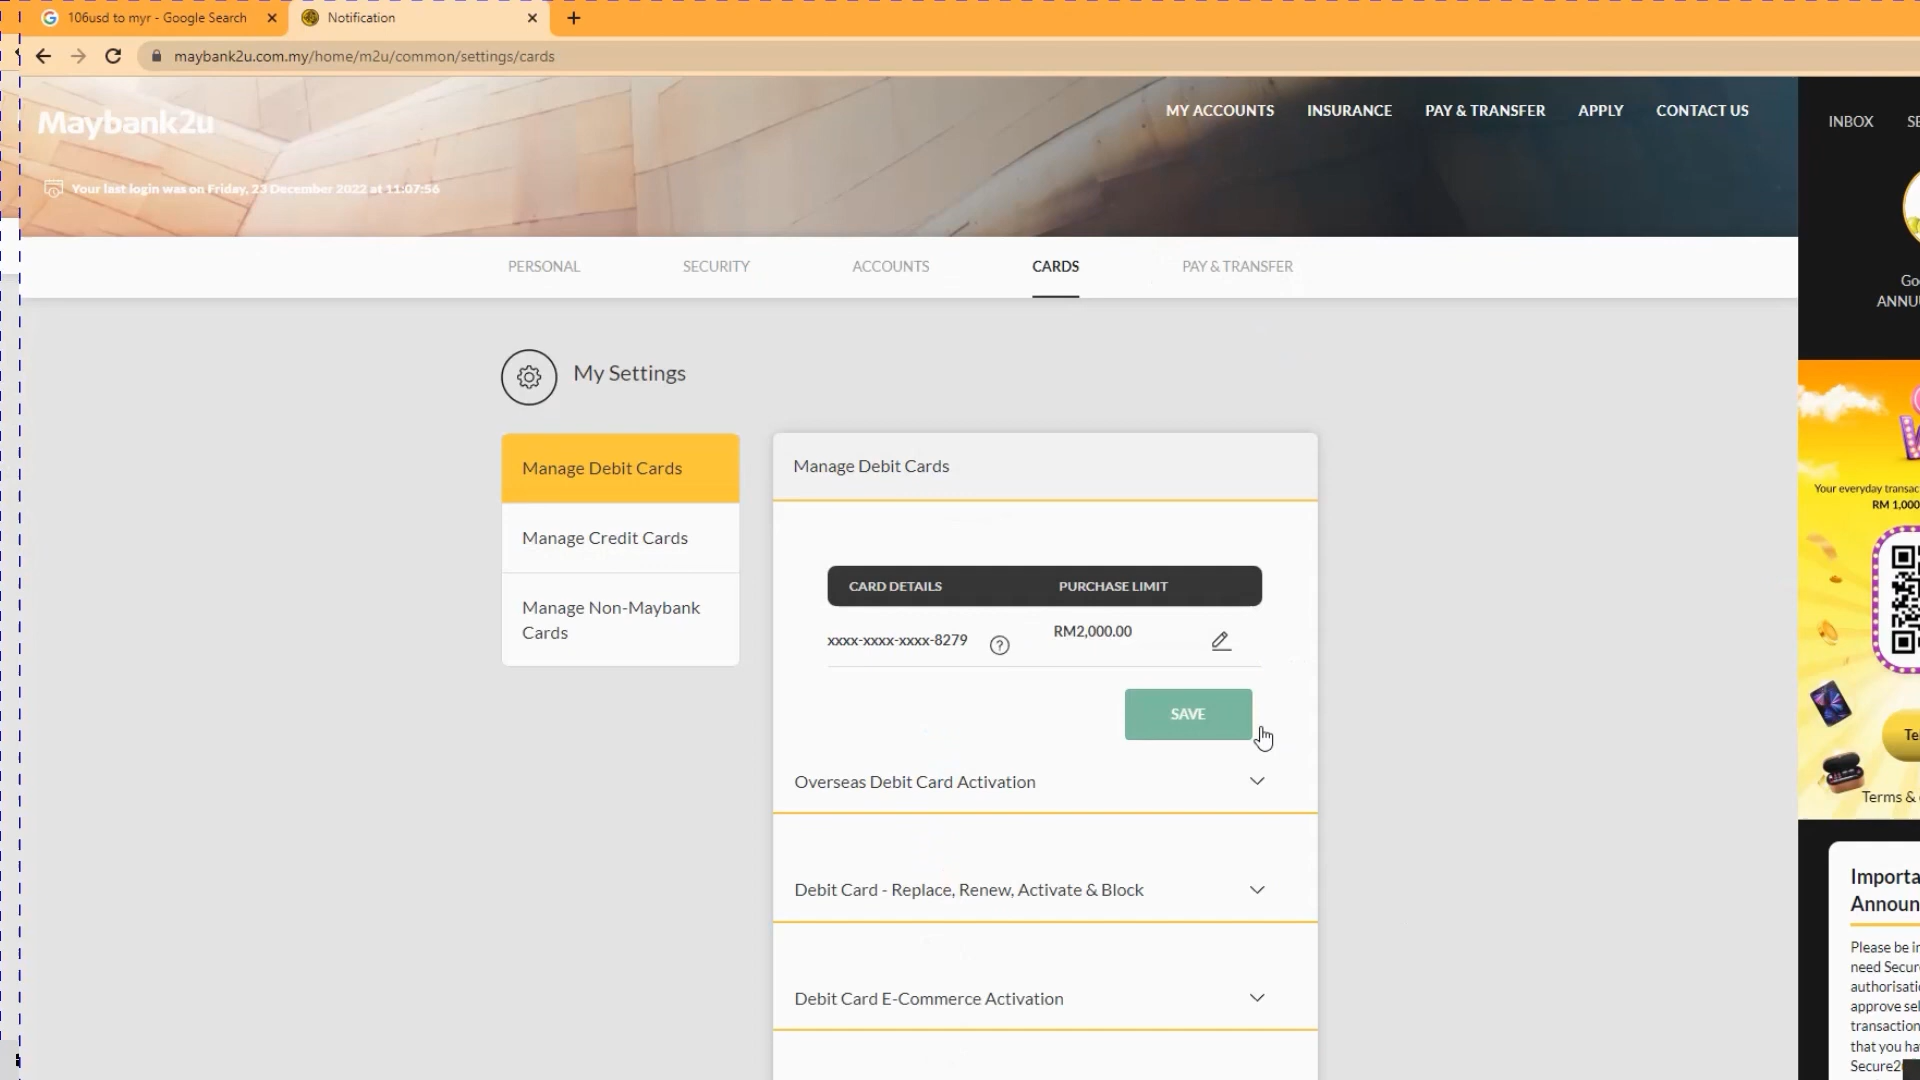 106usd to myr - Google Search
Notification
maybank2u.com.my/home/m2u/common/settings/cards
Maybank2u
MY ACCOUNTS
INSURANCE
PAY & TRANSFER
APPLY
CONTACT US
INBOX
Your last login was on Friday, 23 December 2022 at 11:07:56
PERSONAL
SECURITY
ACCOUNTS
CARDS
PAY & TRANSFER
My Settings
Manage Debit Cards
Manage Credit Cards
Manage Non-Maybank
Cards
Manage Debit Cards
CARD DETAILS
PURCHASE LIMIT
xxxx-xxxx-xxxx-8279
RM2,000.00
SAVE
Overseas Debit Card Activation
Debit Card - Replace, Renew, Activate & Block
Debit Card E-Commerce Activation
Your everyday transac
RM 1,000
Terms &
Importa
Announ
Please be in
need Secur
authorisati
approve sel
transaction
that you ha
Secure2